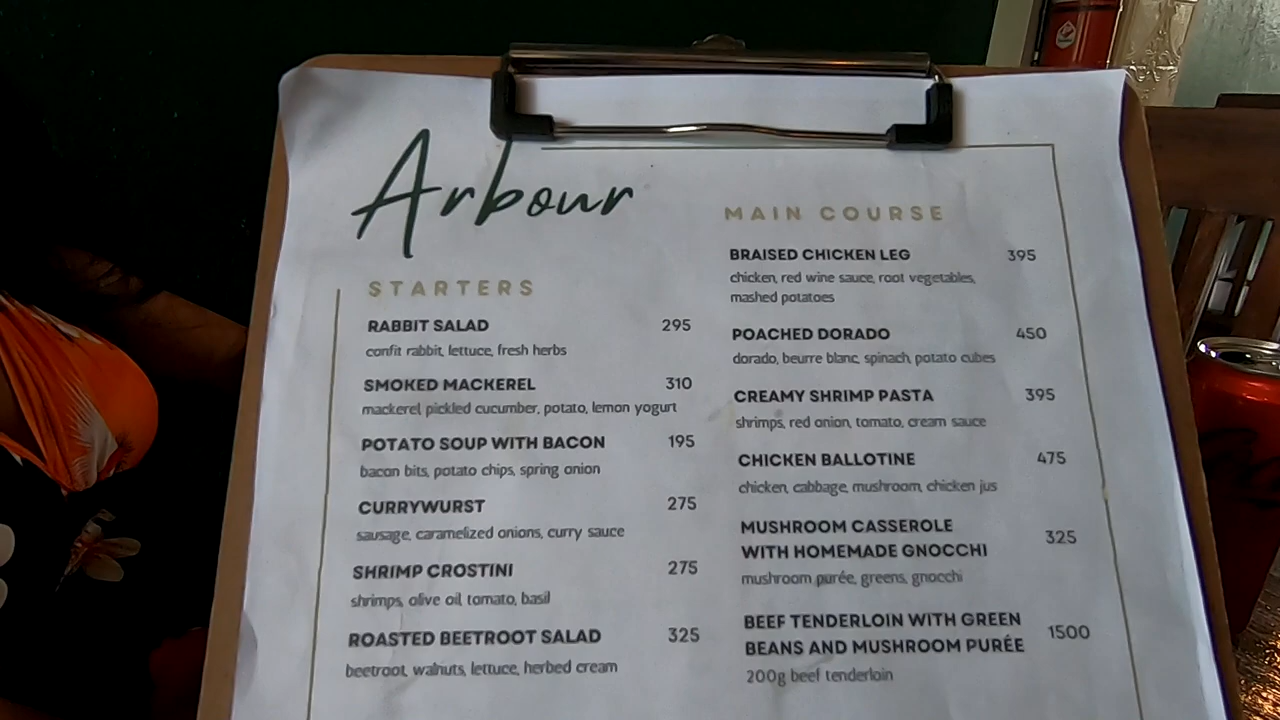 Arbour
STARTERS
RABBIT SALAD 295
confit rabbit, lettuce, fresh herbs
SMOKED MACKEREL 310
mackerel, pickled cucumber, potato, lemon yogurt
POTATO SOUP WITH BACON 195
bacon bits, potato chips, spring onion
CURRYWURST 275
sausage, caramelized onions, curry sauce
SHRIMP CROSTINI 275
shrimps, olive oil, tomato, basil
ROASTED BEETROOT SALAD 325
beetroot, walnuts, lettuce, herbed cream
MAIN COURSE
BRAISED CHICKEN LEG 395
chicken, red wine sauce, root vegetables,
mashed potatoes
POACHED DORADO 450
dorado, beurre blanc, spinach, potato cubes
CREAMY SHRIMP PASTA 395
shrimps, red onion, tomato, cream sauce
CHICKEN BALLOTINE 475
chicken, cabbage, mushroom, chicken jus
MUSHROOM CASSEROLE
WITH HOMEMADE GNOCCHI 325
mushroom purée, greens, gnocchi
BEEF TENDERLOIN WITH GREEN
BEANS AND MUSHROOM PURÉE 1500
200g beef tenderloin